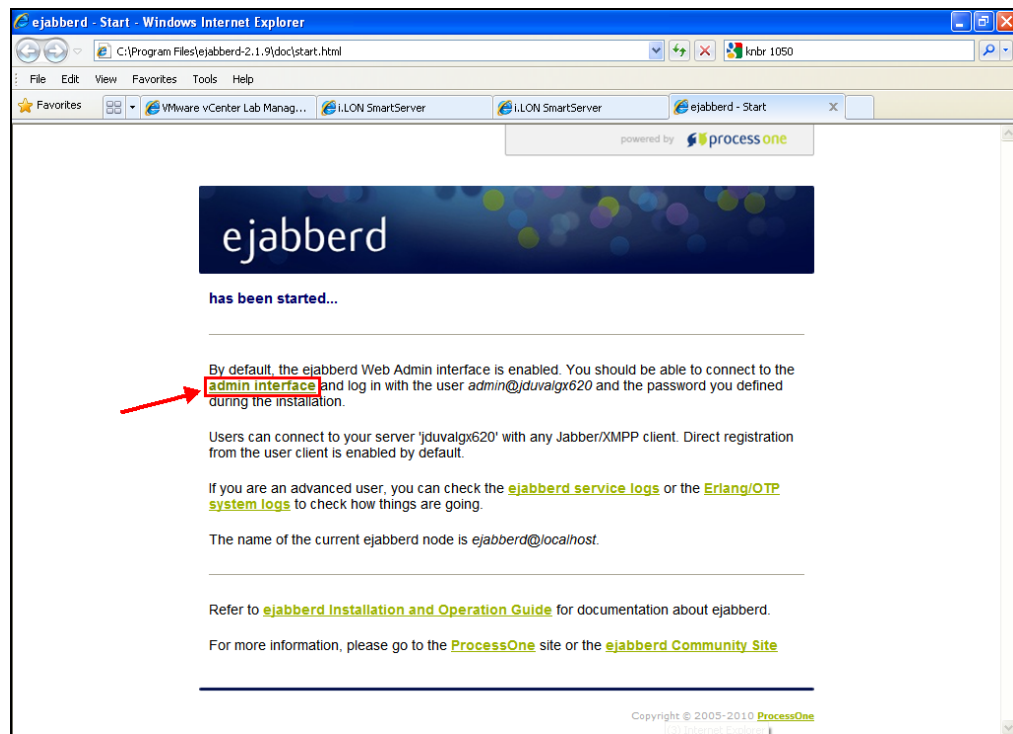 ejabberd - Start - Windows Internet Explorer
C:\Program Files\ejabberd-2.1.9\doc\start.html
knbr 1050
File Edit View Favorites Tools Help
Favorites
VMware vCenter Lab Manag...
i.LON SmartServer
i.LON SmartServer
ejabberd - Start
powered by process one
ejabberd
has been started...
By default, the ejabberd Web Admin interface is enabled. You should be able to connect to the
admin interface and log in with the user admin@jduvalgx620 and the password you defined
during the installation.
Users can connect to your server 'jduvalgx620' with any Jabber/XMPP client. Direct registration
from the user client is enabled by default.
If you are an advanced user, you can check the ejabberd service logs or the Erlang/OTP
system logs to check how things are going.
The name of the current ejabberd node is ejabberd@localhost.
Refer to ejabberd Installation and Operation Guide for documentation about ejabberd.
For more information, please go to the ProcessOne site or the ejabberd Community Site
Copyright © 2005-2010 ProcessOne
(3) Internet Explorer